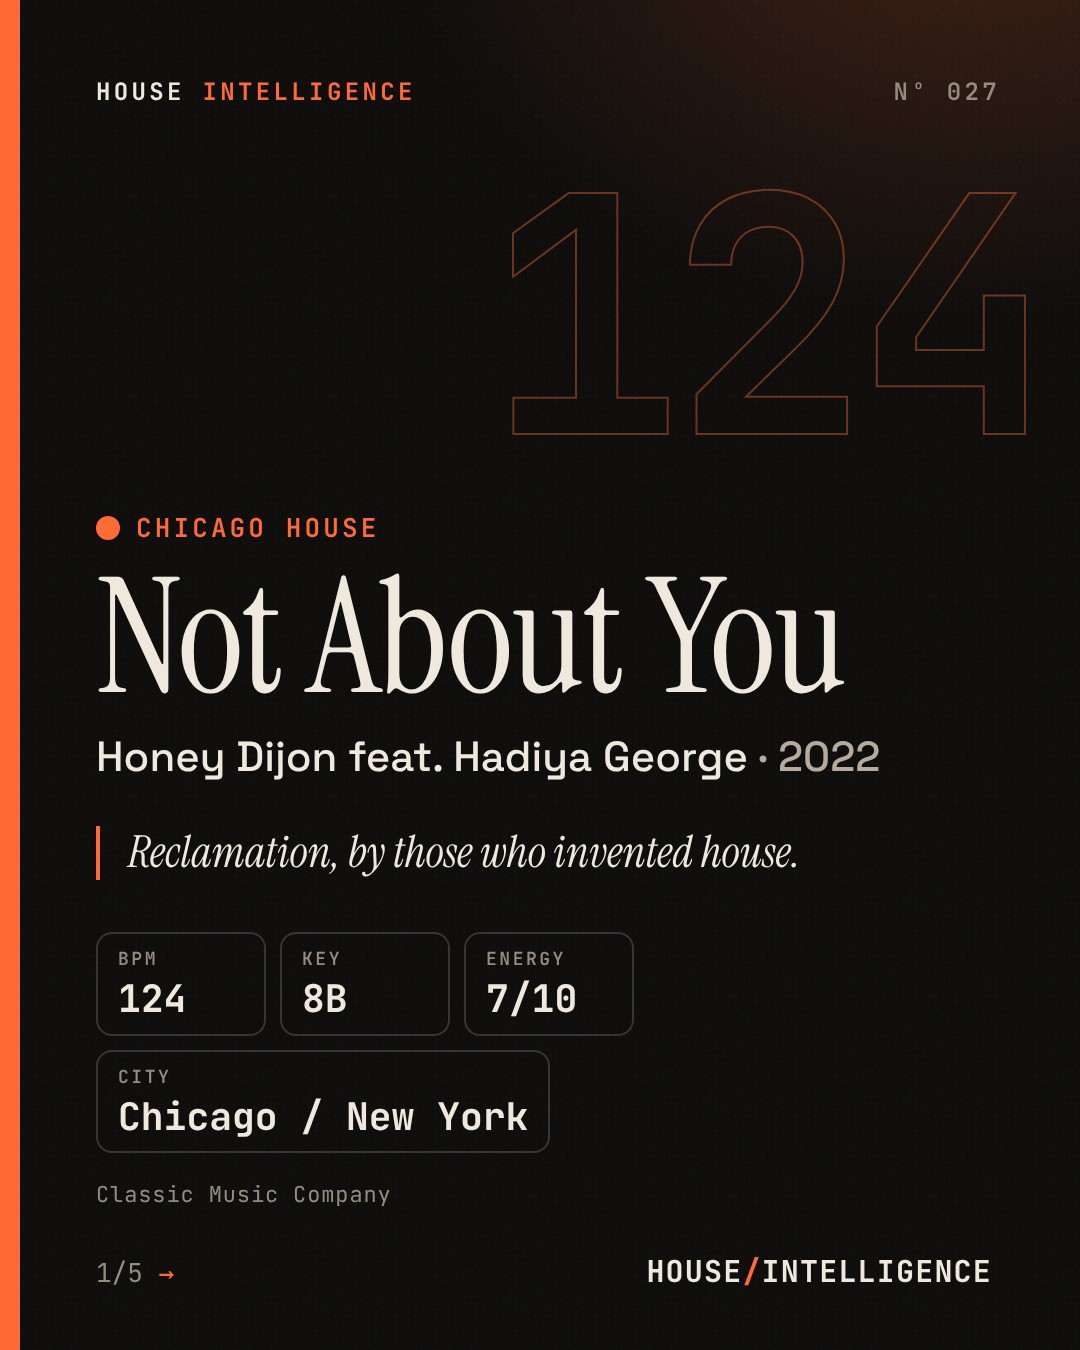 HOUSE INTELLIGENCE
N° 027
124
CHICAGO HOUSE
Not About You
Honey Dijon feat. Hadiya George · 2022
Reclamation, by those who invented house.
BPM
124
KEY
8B
ENERGY
7/10
CITY
Chicago / New York
Classic Music Company
1/5 →
HOUSE/INTELLIGENCE